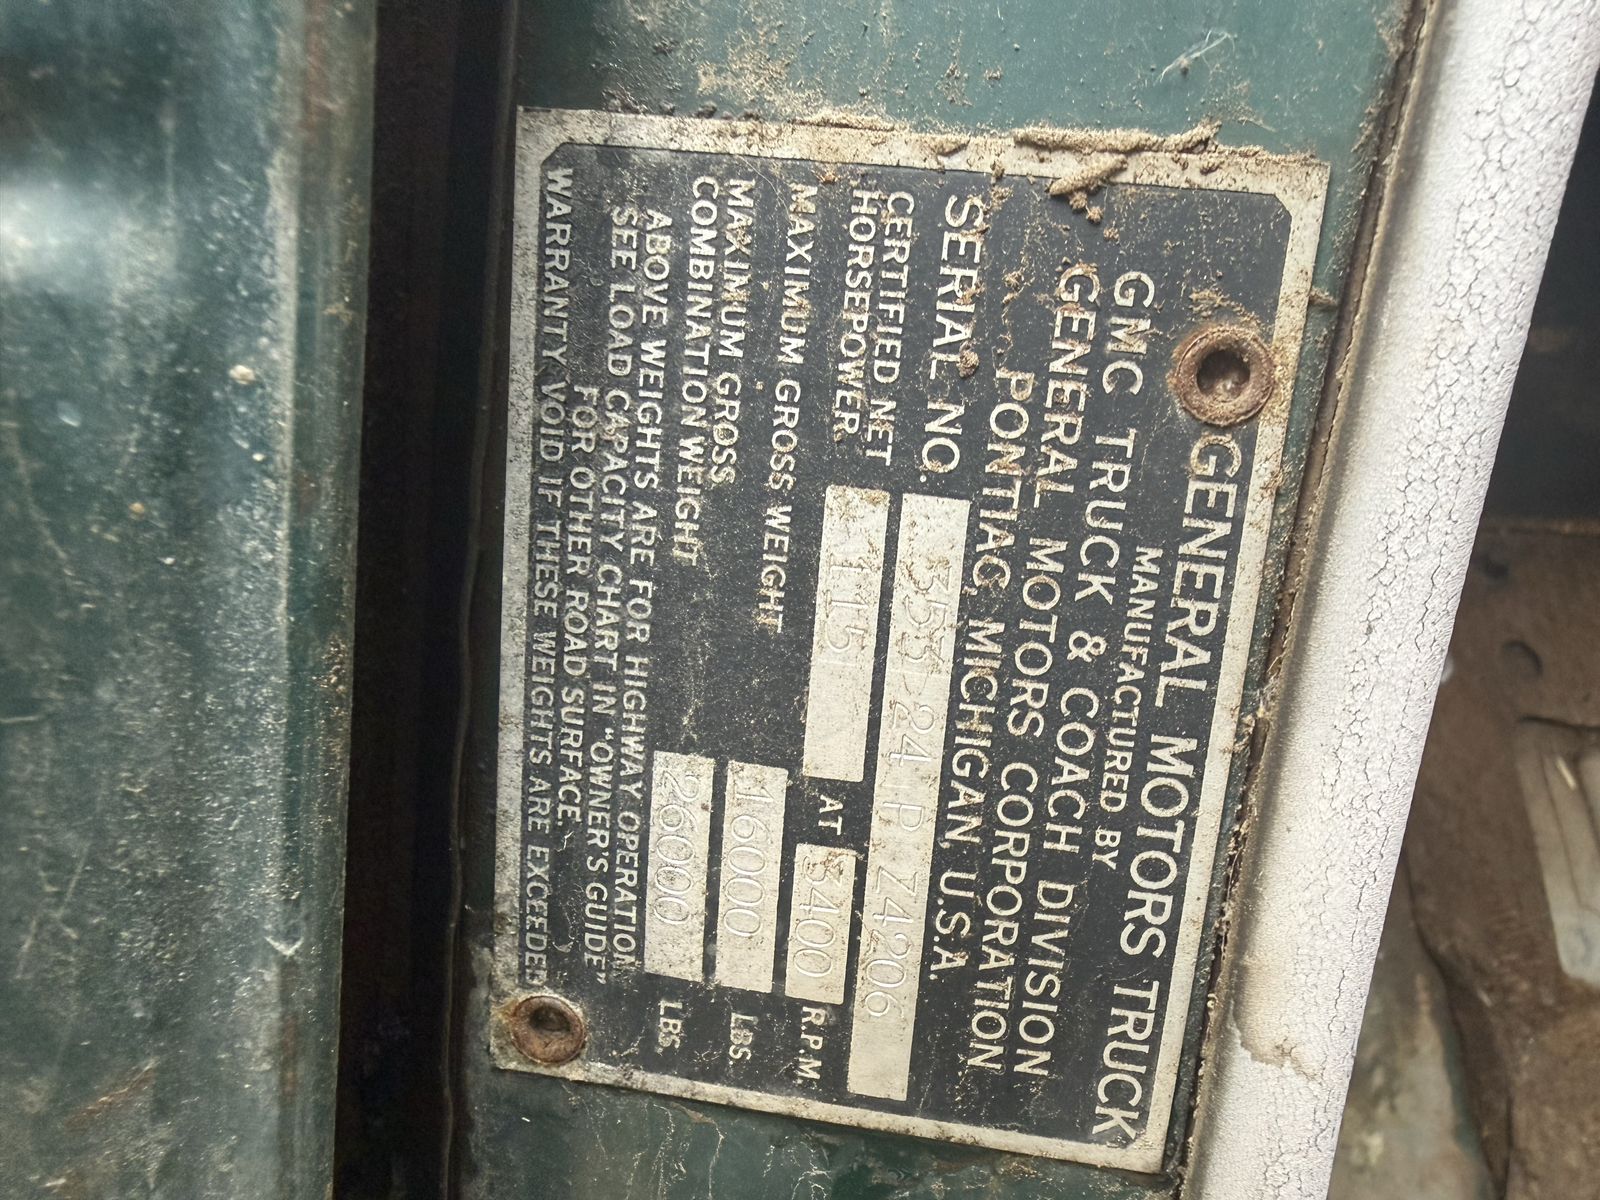 GENERAL MOTORS TRUCK
MANUFACTURED BY
GMC TRUCK & COACH DIVISION
GENERAL MOTORS CORPORATION
PONTIAC, MICHIGAN, U.S.A.
SERIAL NO. 353-24 P Z4206
CERTIFIED NET
HORSEPOWER 115 AT 3400 R.P.M.
MAXIMUM GROSS WEIGHT 16000 LBS.
MAXIMUM GROSS
COMBINATION WEIGHT 26000 LBS.
ABOVE WEIGHTS ARE FOR HIGHWAY OPERATION
SEE LOAD CAPACITY CHART IN "OWNER'S GUIDE"
FOR OTHER ROAD SURFACE
WARRANTY VOID IF THESE WEIGHTS ARE EXCEEDED